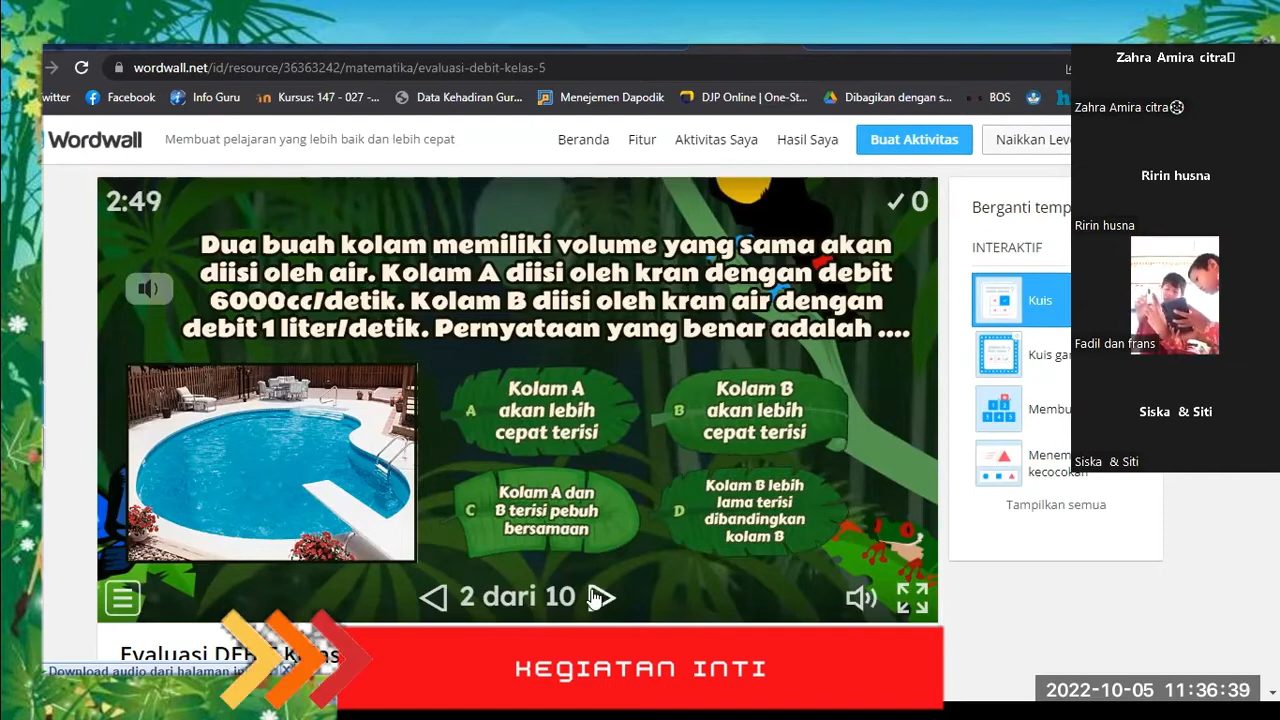 wordwall.net/id/resource/36363242/matematika/evaluasi-debit-kelas-5
witter Facebook Info Guru Kursus: 147 - 027 -... Data Kehadiran Gur... Menejemen Dapodik DJP Online | One-St... Dibagikan dengan s... BOS
Wordwall Membuat pelajaran yang lebih baik dan lebih cepat Beranda Fitur Aktivitas Saya Hasil Saya Buat Aktivitas Naikkan Leve
2:49
✓ 0
Dua buah kolam memiliki volume yang sama akan
diisi oleh air. Kolam A diisi oleh kran dengan debit
6000cc/detik. Kolam B diisi oleh kran air dengan
debit 1 liter/detik. Pernyataan yang benar adalah ....
A Kolam A
akan lebih
cepat terisi
B Kolam B
akan lebih
cepat terisi
C Kolam A dan
B terisi pebuh
bersamaan
D Kolam B lebih
lama terisi
dibandingkan
kolam B
2 dari 10
Berganti temp
INTERAKTIF
Kuis
Kuis ga
Membu
Menem
kecocokan
Tampilkan semua
Zahra Amira citra
Zahra Amira citra
Ririn husna
Ririn husna
Fadil dan frans
Siska & Siti
Siska & Siti
Evaluasi DEBIT Kelas
Download audio dari halaman in
KEGIATAN INTI
2022-10-05 11:36:39